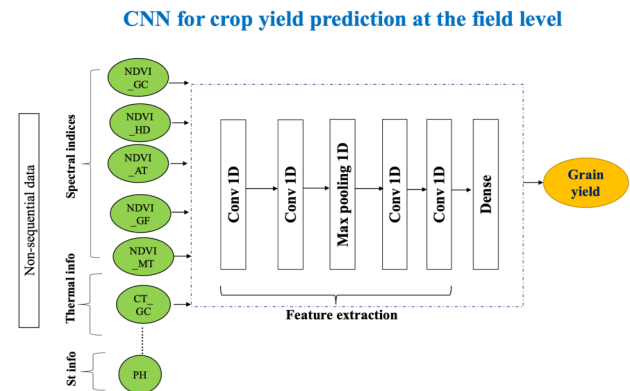 CNN for crop yield prediction at the field level
Non-sequential data
Spectral indices
Thermal info
St info
NDVI
_GC
NDVI
_HD
NDVI
_AT
NDVI
_GF
NDVI
_MT
CT_
GC
PH
Conv 1D
Conv 1D
Max pooling 1D
Conv 1D
Conv 1D
Dense
Feature extraction
Grain
yield